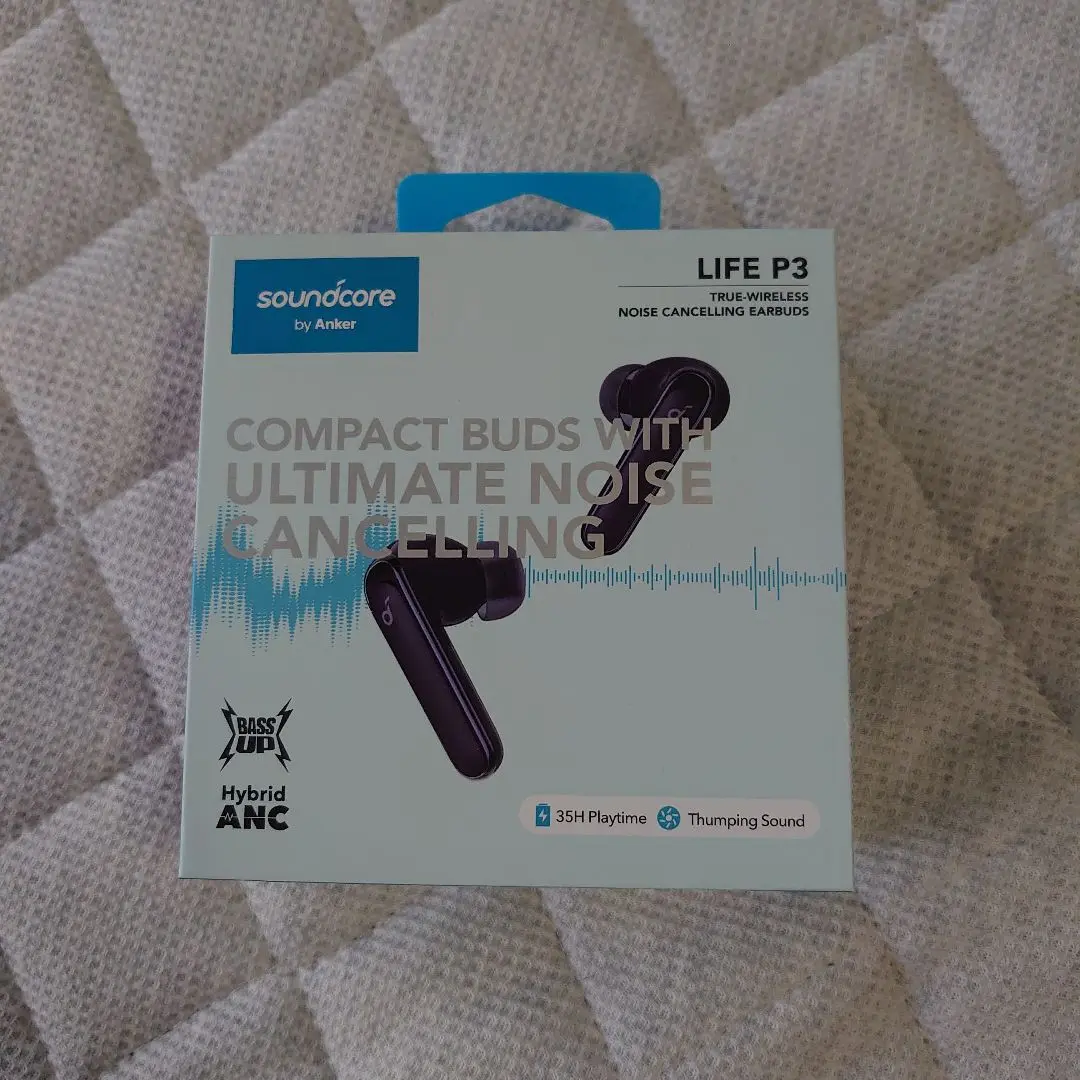 soundcore
by Anker
LIFE P3
TRUE-WIRELESS
NOISE CANCELLING EARBUDS
COMPACT BUDS WITH
ULTIMATE NOISE
CANCELLING
BASS
UP
Hybrid
ANC
35H Playtime Thumping Sound